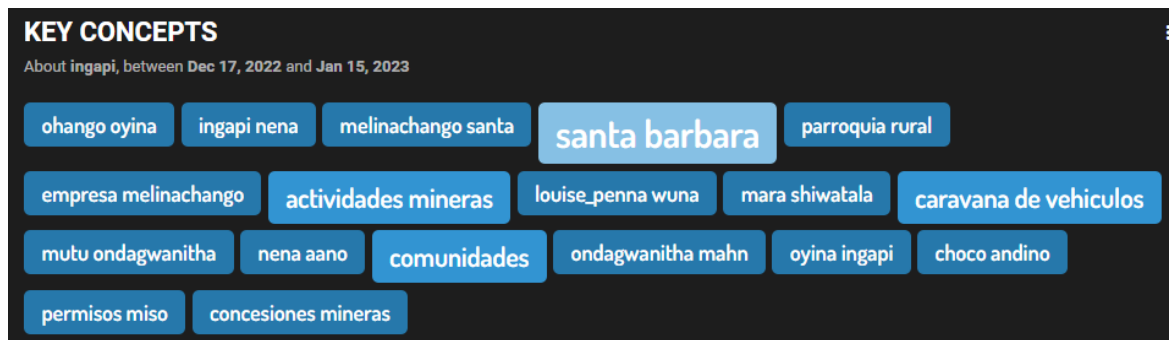 KEY CONCEPTS
About ingapi, between Dec 17, 2022 and Jan 15, 2023
ohango oyina ingapi nena melinachango santa santa barbara parroquia rural
empresa melinachango actividades mineras louise_penna wuna mara shiwatala caravana de vehiculos
mutu ondagwanitha nena aano comunidades ondagwanitha mahn oyina ingapi choco andino
permisos miso concesiones mineras